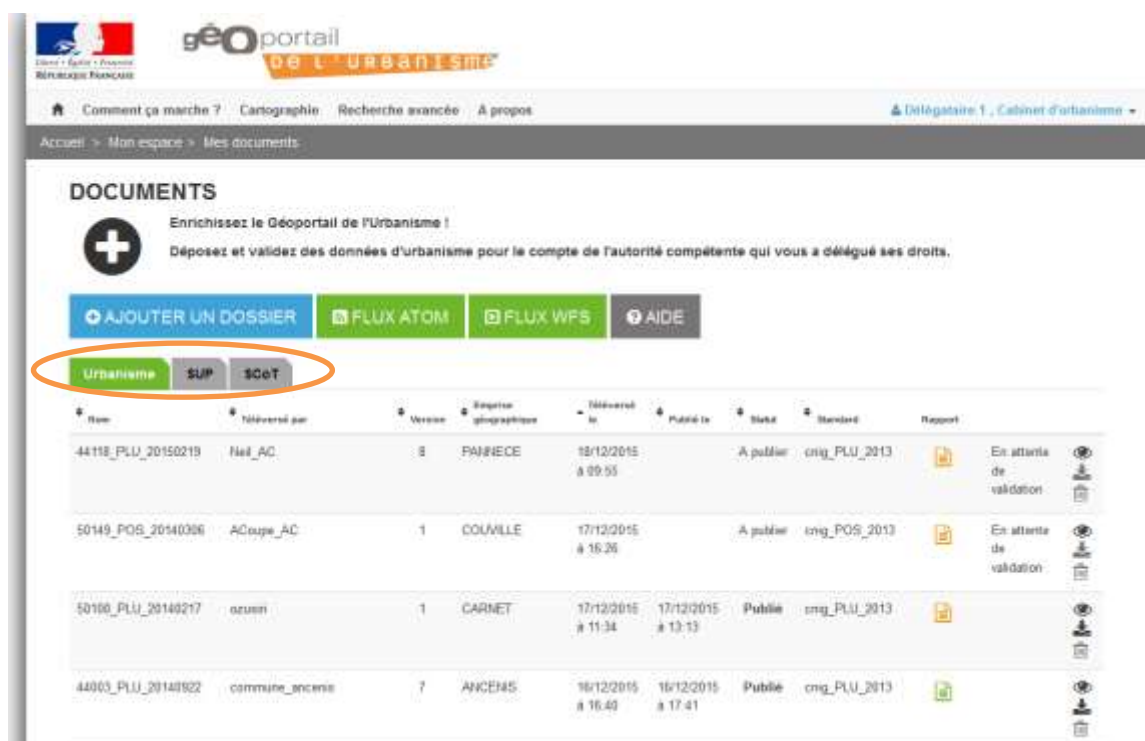 Liberté • Égalité • Fraternité
RÉPUBLIQUE FRANÇAISE
géoportail
DE L'URBANISME
Comment ça marche ? Cartographie Recherche avancée A propos
Délégataire 1 , Cabinet d'urbanisme
Accueil > Mon espace > Mes documents
DOCUMENTS
Enrichissez le Géoportail de l'Urbanisme !
Déposez et validez des données d'urbanisme pour le compte de l'autorité compétente qui vous a délégué ses droits.
AJOUTER UN DOSSIER FLUX ATOM FLUX WFS AIDE
Urbanisme SUP SCoT
Nom Téléversé par Version Emprise géographique Téléversé le Publié le Statut Standard Rapport
44118_PLU_20150219 Neil_AC 8 PANNECE 18/12/2015 A publier cnig_PLU_2013 En attente
à 09:55 de
validation
50149_POS_20140306 ACoupe_AC 1 COUVILLE 17/12/2015 A publier cnig_POS_2013 En attente
à 16:26 de
validation
50100_PLU_20140217 1 CARNET 17/12/2015 17/12/2015 Publié cnig_PLU_2013
à 11:34 à 13:13
44003_PLU_20140922 commune_ancenis 7 ANCENIS 16/12/2015 16/12/2015 Publié cnig_PLU_2013
à 16:40 à 17:41